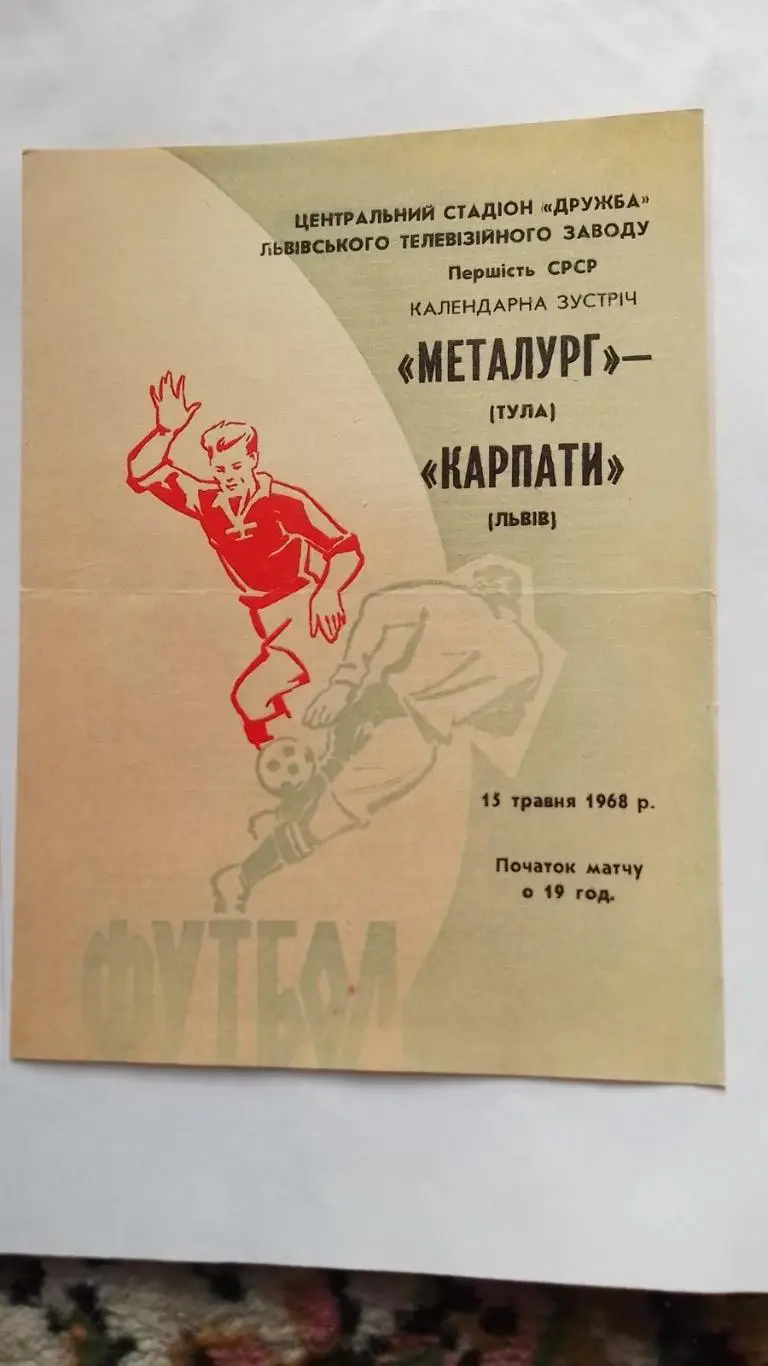 ЦЕНТРАЛЬНИЙ СТАДІОН «ДРУЖБА»
ЛЬВІВСЬКОГО ТЕЛЕВІЗІЙНОГО ЗАВОДУ
Першість СРСР
КАЛЕНДАРНА ЗУСТРІЧ
«МЕТАЛУРГ»—
(ТУЛА)
«КАРПАТИ»
(ЛЬВІВ)
15 травня 1968 р.
Початок матчу
о 19 год.
ФУТБОЛ